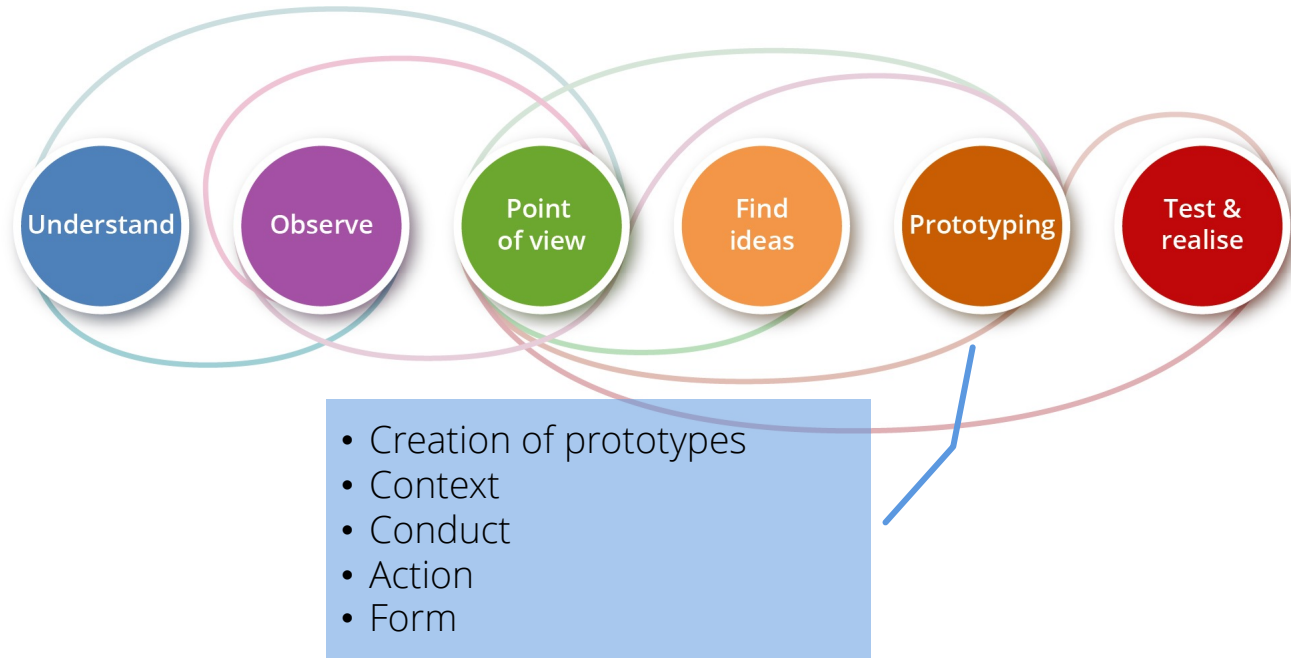 Understand
Observe
Point
of view
Find
ideas
Prototyping
Test &
realise
• Creation of prototypes
• Context
• Conduct
• Action
• Form